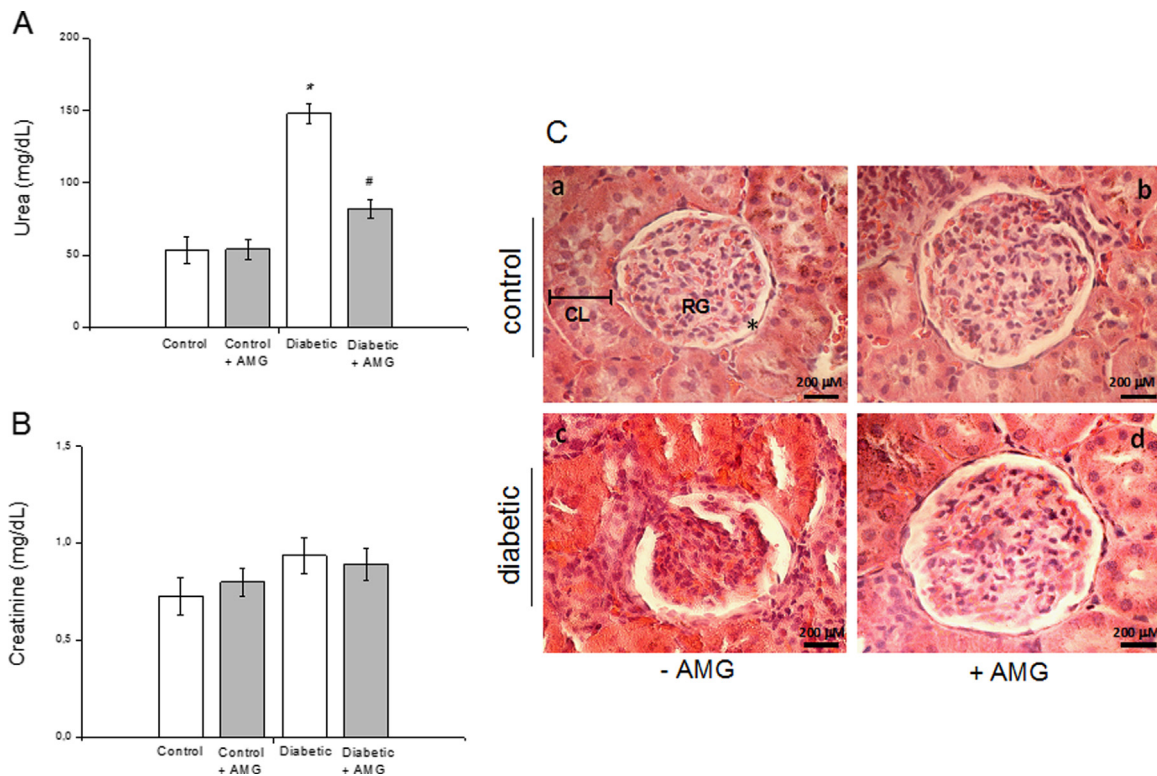 A
Urea (mg/dL)
200
150
100
50
0
*
#
Control
Control
+ AMG
Diabetic
Diabetic
+ AMG
B
Creatinine (mg/dL)
1,5
1,0
0,5
0,0
Control
Control
+ AMG
Diabetic
Diabetic
+ AMG
C
control
diabetic
a
CL
RG
*
200 µM
b
200 µM
c
200 µM
d
200 µM
- AMG
+ AMG